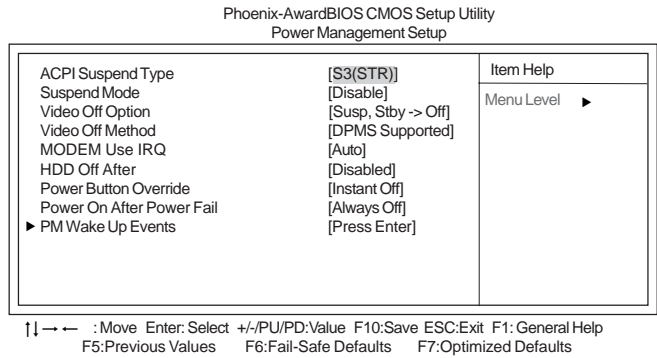 Phoenix-AwardBIOS CMOS Setup Utility
Power Management Setup
ACPI Suspend Type [S3(STR)]
Suspend Mode [Disable]
Video Off Option [Susp, Stby -> Off]
Video Off Method [DPMS Supported]
MODEM Use IRQ [Auto]
HDD Off After [Disabled]
Power Button Override [Instant Off]
Power On After Power Fail [Always Off]
▶ PM Wake Up Events [Press Enter]
Item Help
Menu Level ▶
↑↓→← : Move Enter: Select +/-/PU/PD:Value F10:Save ESC:Exit F1: General Help
F5:Previous Values F6:Fail-Safe Defaults F7:Optimized Defaults